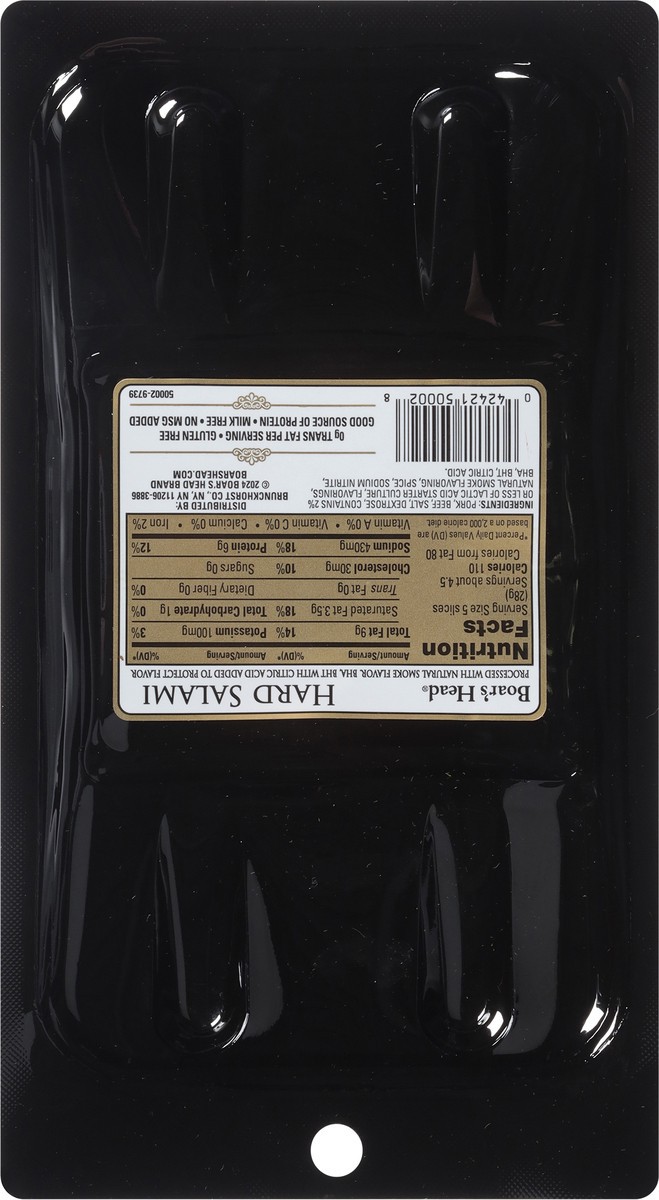 Boar's Head® HARD SALAMI
PROCESSED WITH NATURAL SMOKE FLAVOR. BHA, BHT WITH CITRIC ACID ADDED TO PROTECT FLAVOR.
Nutrition
Facts
Serving Size 5 slices
(28g)
Servings about 4.5
Calories 110
Calories from Fat 80
*Percent Daily Values (DV) are
based on a 2,000 calorie diet.
Amount/Serving %(DV)* Amount/Serving %(DV)*
Total Fat 9g 14% Potassium 100mg 3%
Saturated Fat 3.5g 18% Total Carbohydrate 1g 0%
Trans Fat 0g Dietary Fiber 0g 0%
Cholesterol 30mg 10% Sugars 0g
Sodium 430mg 18% Protein 6g 12%
Vitamin A 0% • Vitamin C 0% • Calcium 0% • Iron 2%
INGREDIENTS: PORK, BEEF, SALT, DEXTROSE, CONTAINS 2%
OR LESS OF LACTIC ACID STARTER CULTURE, FLAVORINGS,
NATURAL SMOKE FLAVORING, SPICE, SODIUM NITRITE,
BHA, BHT, CITRIC ACID.
DISTRIBUTED BY:
BRUNCKHORST CO., NY, NY 11206-3886
© 2024 BOAR'S HEAD BRAND
BOARSHEAD.COM
0 42421 50002 8
0g TRANS FAT PER SERVING • GLUTEN FREE
GOOD SOURCE OF PROTEIN • MILK FREE • NO MSG ADDED
50002-9739